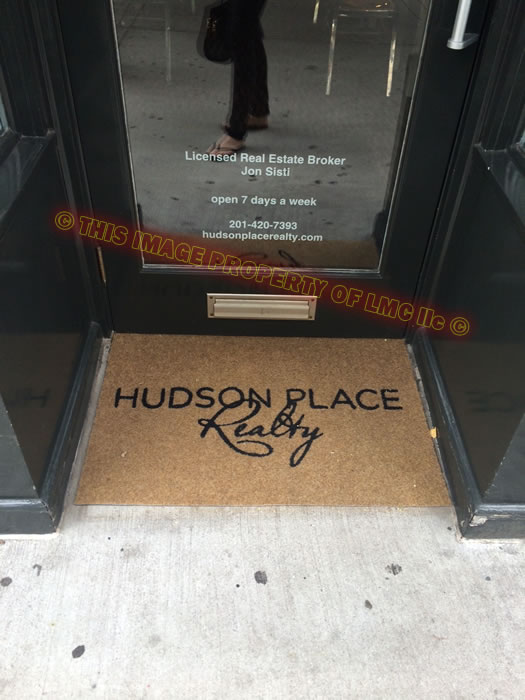 Licensed Real Estate Broker
Jon Sisti
open 7 days a week
201-420-7393
hudsonplacerealty.com
© THIS IMAGE PROPERTY OF LMC llc ©
HUDSON PLACE
Realty